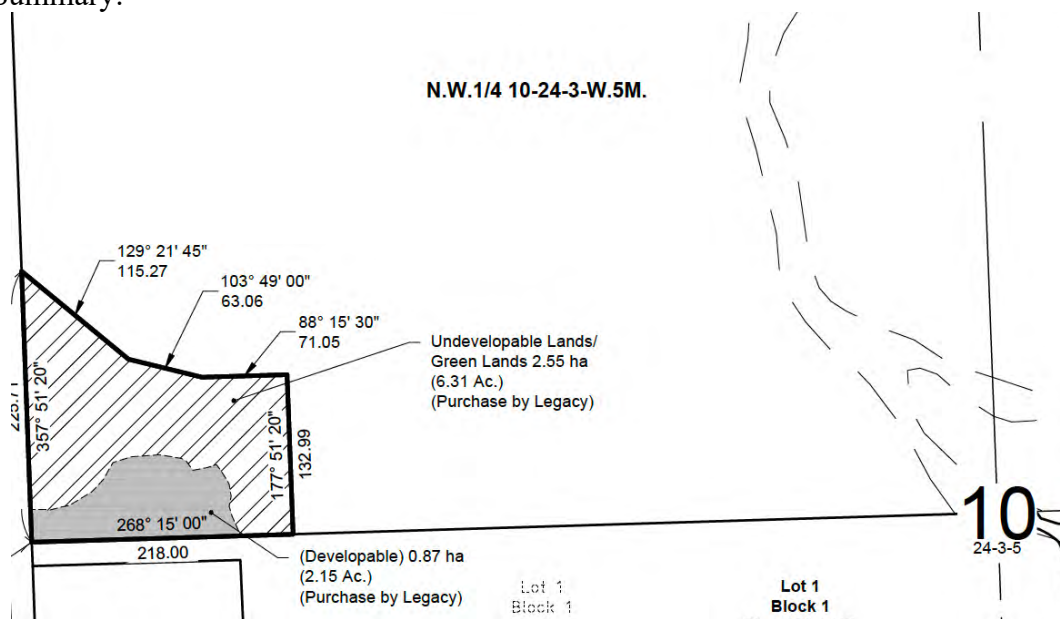 Summary:
N.W.1/4 10-24-3-W.5M.
129° 21' 45"
115.27
103° 49' 00"
63.06
88° 15' 30"
71.05
Undevelopable Lands/
Green Lands 2.55 ha
(6.31 Ac.)
(Purchase by Legacy)
357° 51' 20"
177° 51' 20"
132.99
268° 15' 00"
218.00
(Developable) 0.87 ha
(2.15 Ac.)
(Purchase by Legacy)
Lot 1
Block 1
Lot 1
Block 1
10
24-3-5